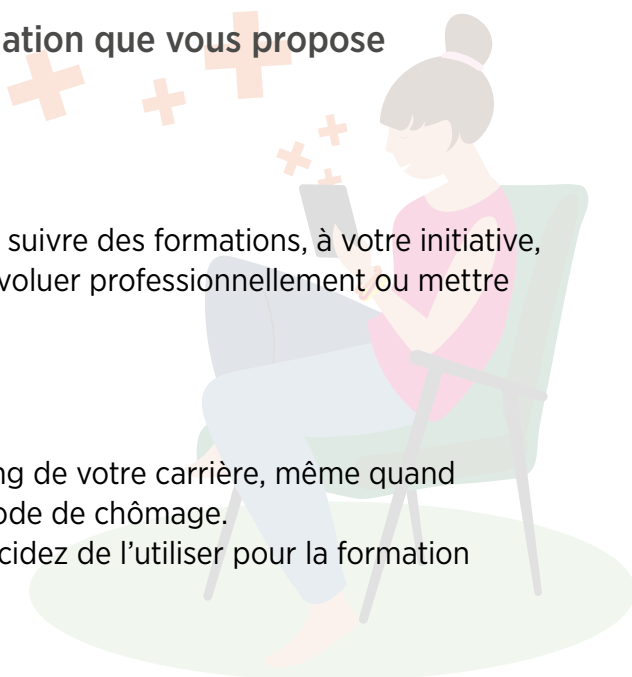 ation que vous propose
suivre des formations, à votre initiative,
voluer professionnellement ou mettre
ng de votre carrière, même quand
ode de chômage.
cidez de l'utiliser pour la formation